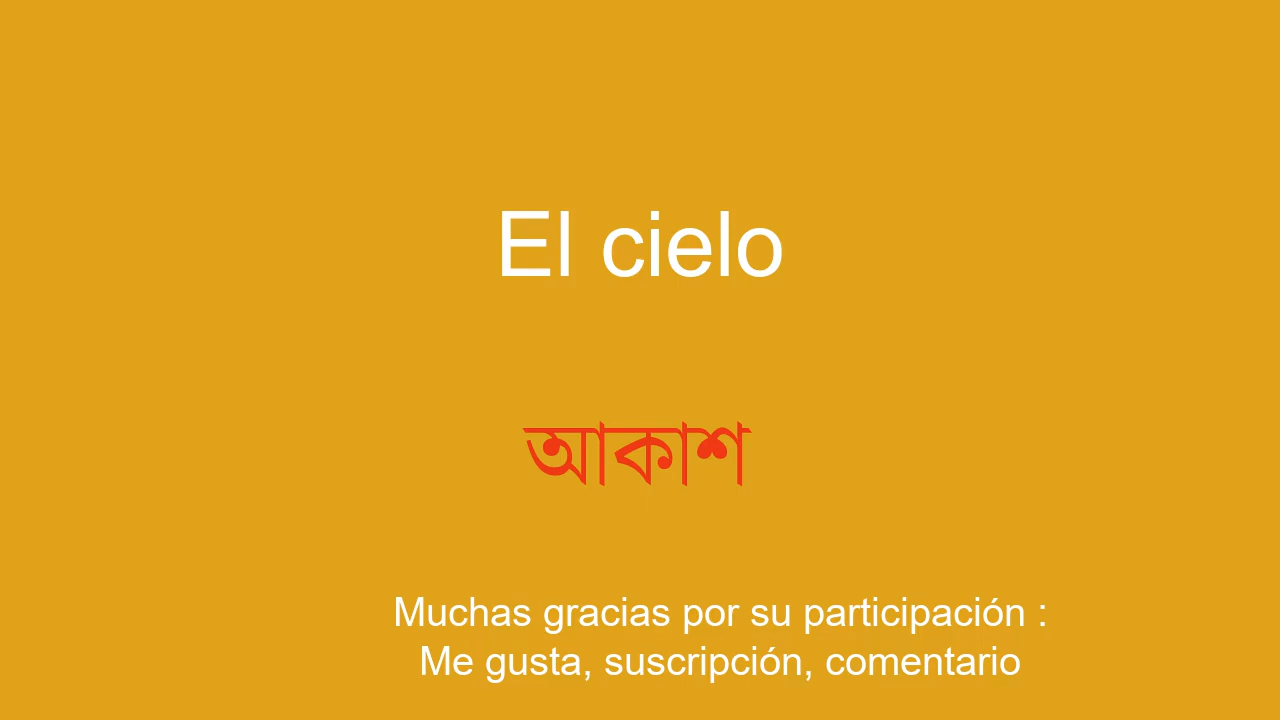 El cielo
আকাশ
Muchas gracias por su participación :
Me gusta, suscripción, comentario